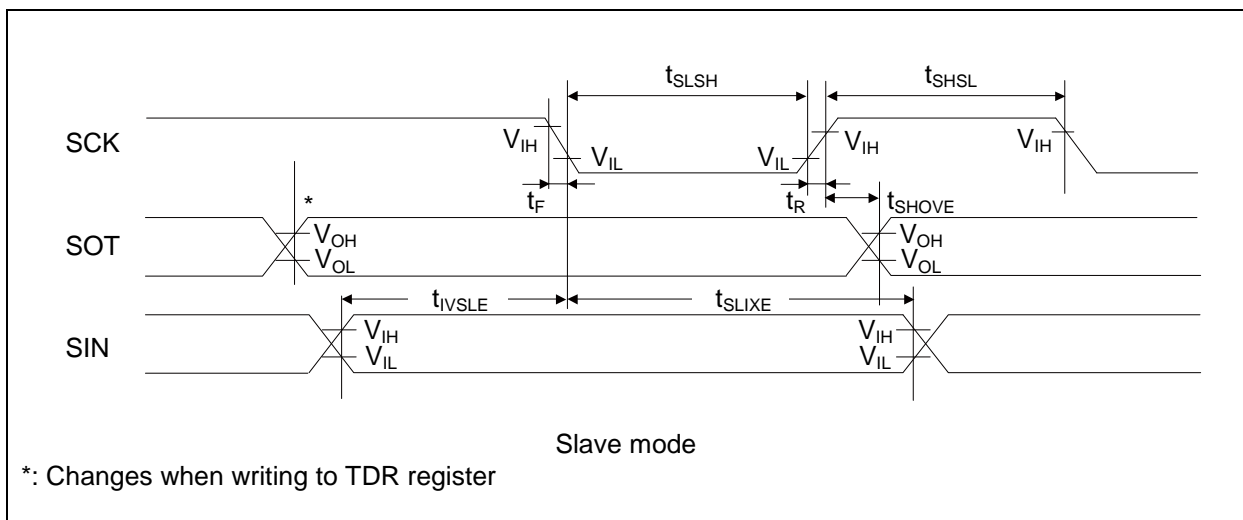 tSLSH tSHSL
SCK VIH VIL VIL VIH VIH
tF tR tSHOVE
*
SOT VOH VOH
VOL VOL
tIVSLE tSLIXE
SIN VIH VIH
VIL VIL
Slave mode
*: Changes when writing to TDR register